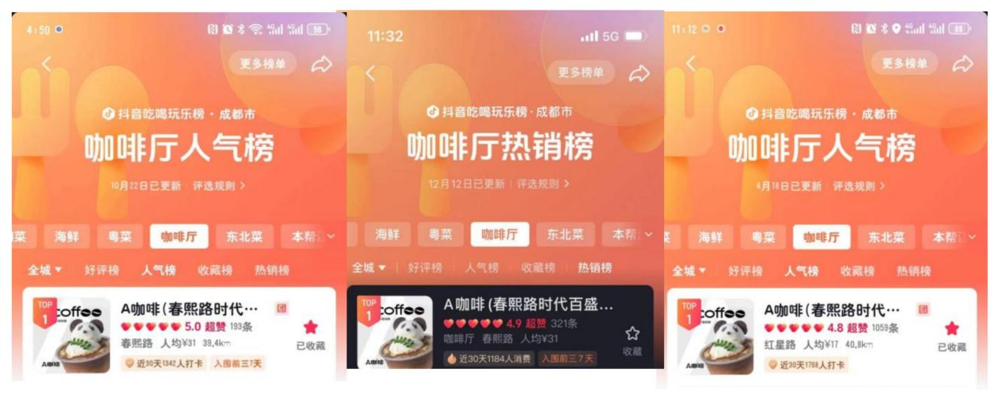 4:50
56
更多榜单
抖音吃喝玩乐榜·成都市
咖啡厅人气榜
10月22日已更新 评选规则
菜 海鲜 粤菜 咖啡厅 东北菜 本帮江
全城 好评榜 人气榜 收藏榜 热销榜
TOP 1
coffee
A咖啡
A咖啡(春熙路时代… 团
5.0 超赞 193条
春熙路 人均¥31 39.4km
已收藏
近30天1342人打卡 入围前三7天
11:32
5G
更多榜单
抖音吃喝玩乐榜·成都市
咖啡厅热销榜
12月12日已更新 评选规则
海鲜 粤菜 咖啡厅 东北菜 本帮江
全城 好评榜 人气榜 收藏榜 热销榜
TOP 1
coffee
A咖啡
A咖啡(春熙路时代百盛...
4.9 超赞 321条
咖啡厅 春熙路 人均¥31
收藏
近30天1184人消费 入围前三7天
11:12
4G
更多榜单
抖音吃喝玩乐榜·成都市
咖啡厅人气榜
4月18日已更新 评选规则
菜 海鲜 粤菜 咖啡厅 东北菜 本帮江
全城 好评榜 人气榜 收藏榜 热销榜
TOP 1
coffee
A咖啡
A咖啡(春熙路时代… 团
4.8 超赞 1059条
红星路 人均¥17 40.8km
已收藏
近30天1768人打卡